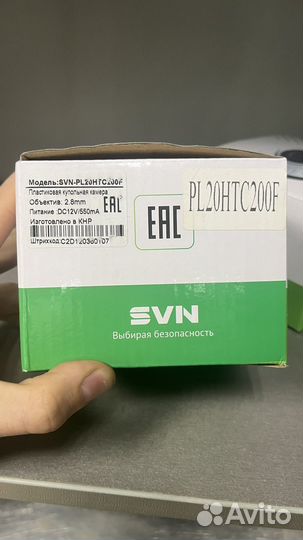 Модель:SVN-PL20HTC200F
Пластиковая купольная камера
Объектив: 2.8mm
Питание :DC12V/550mA
Изготовлено в КНР
Штрихкод:C2D120380107
EAC
EAC
PL20HTC200F
SVN
Выбирая безопасность
Avito